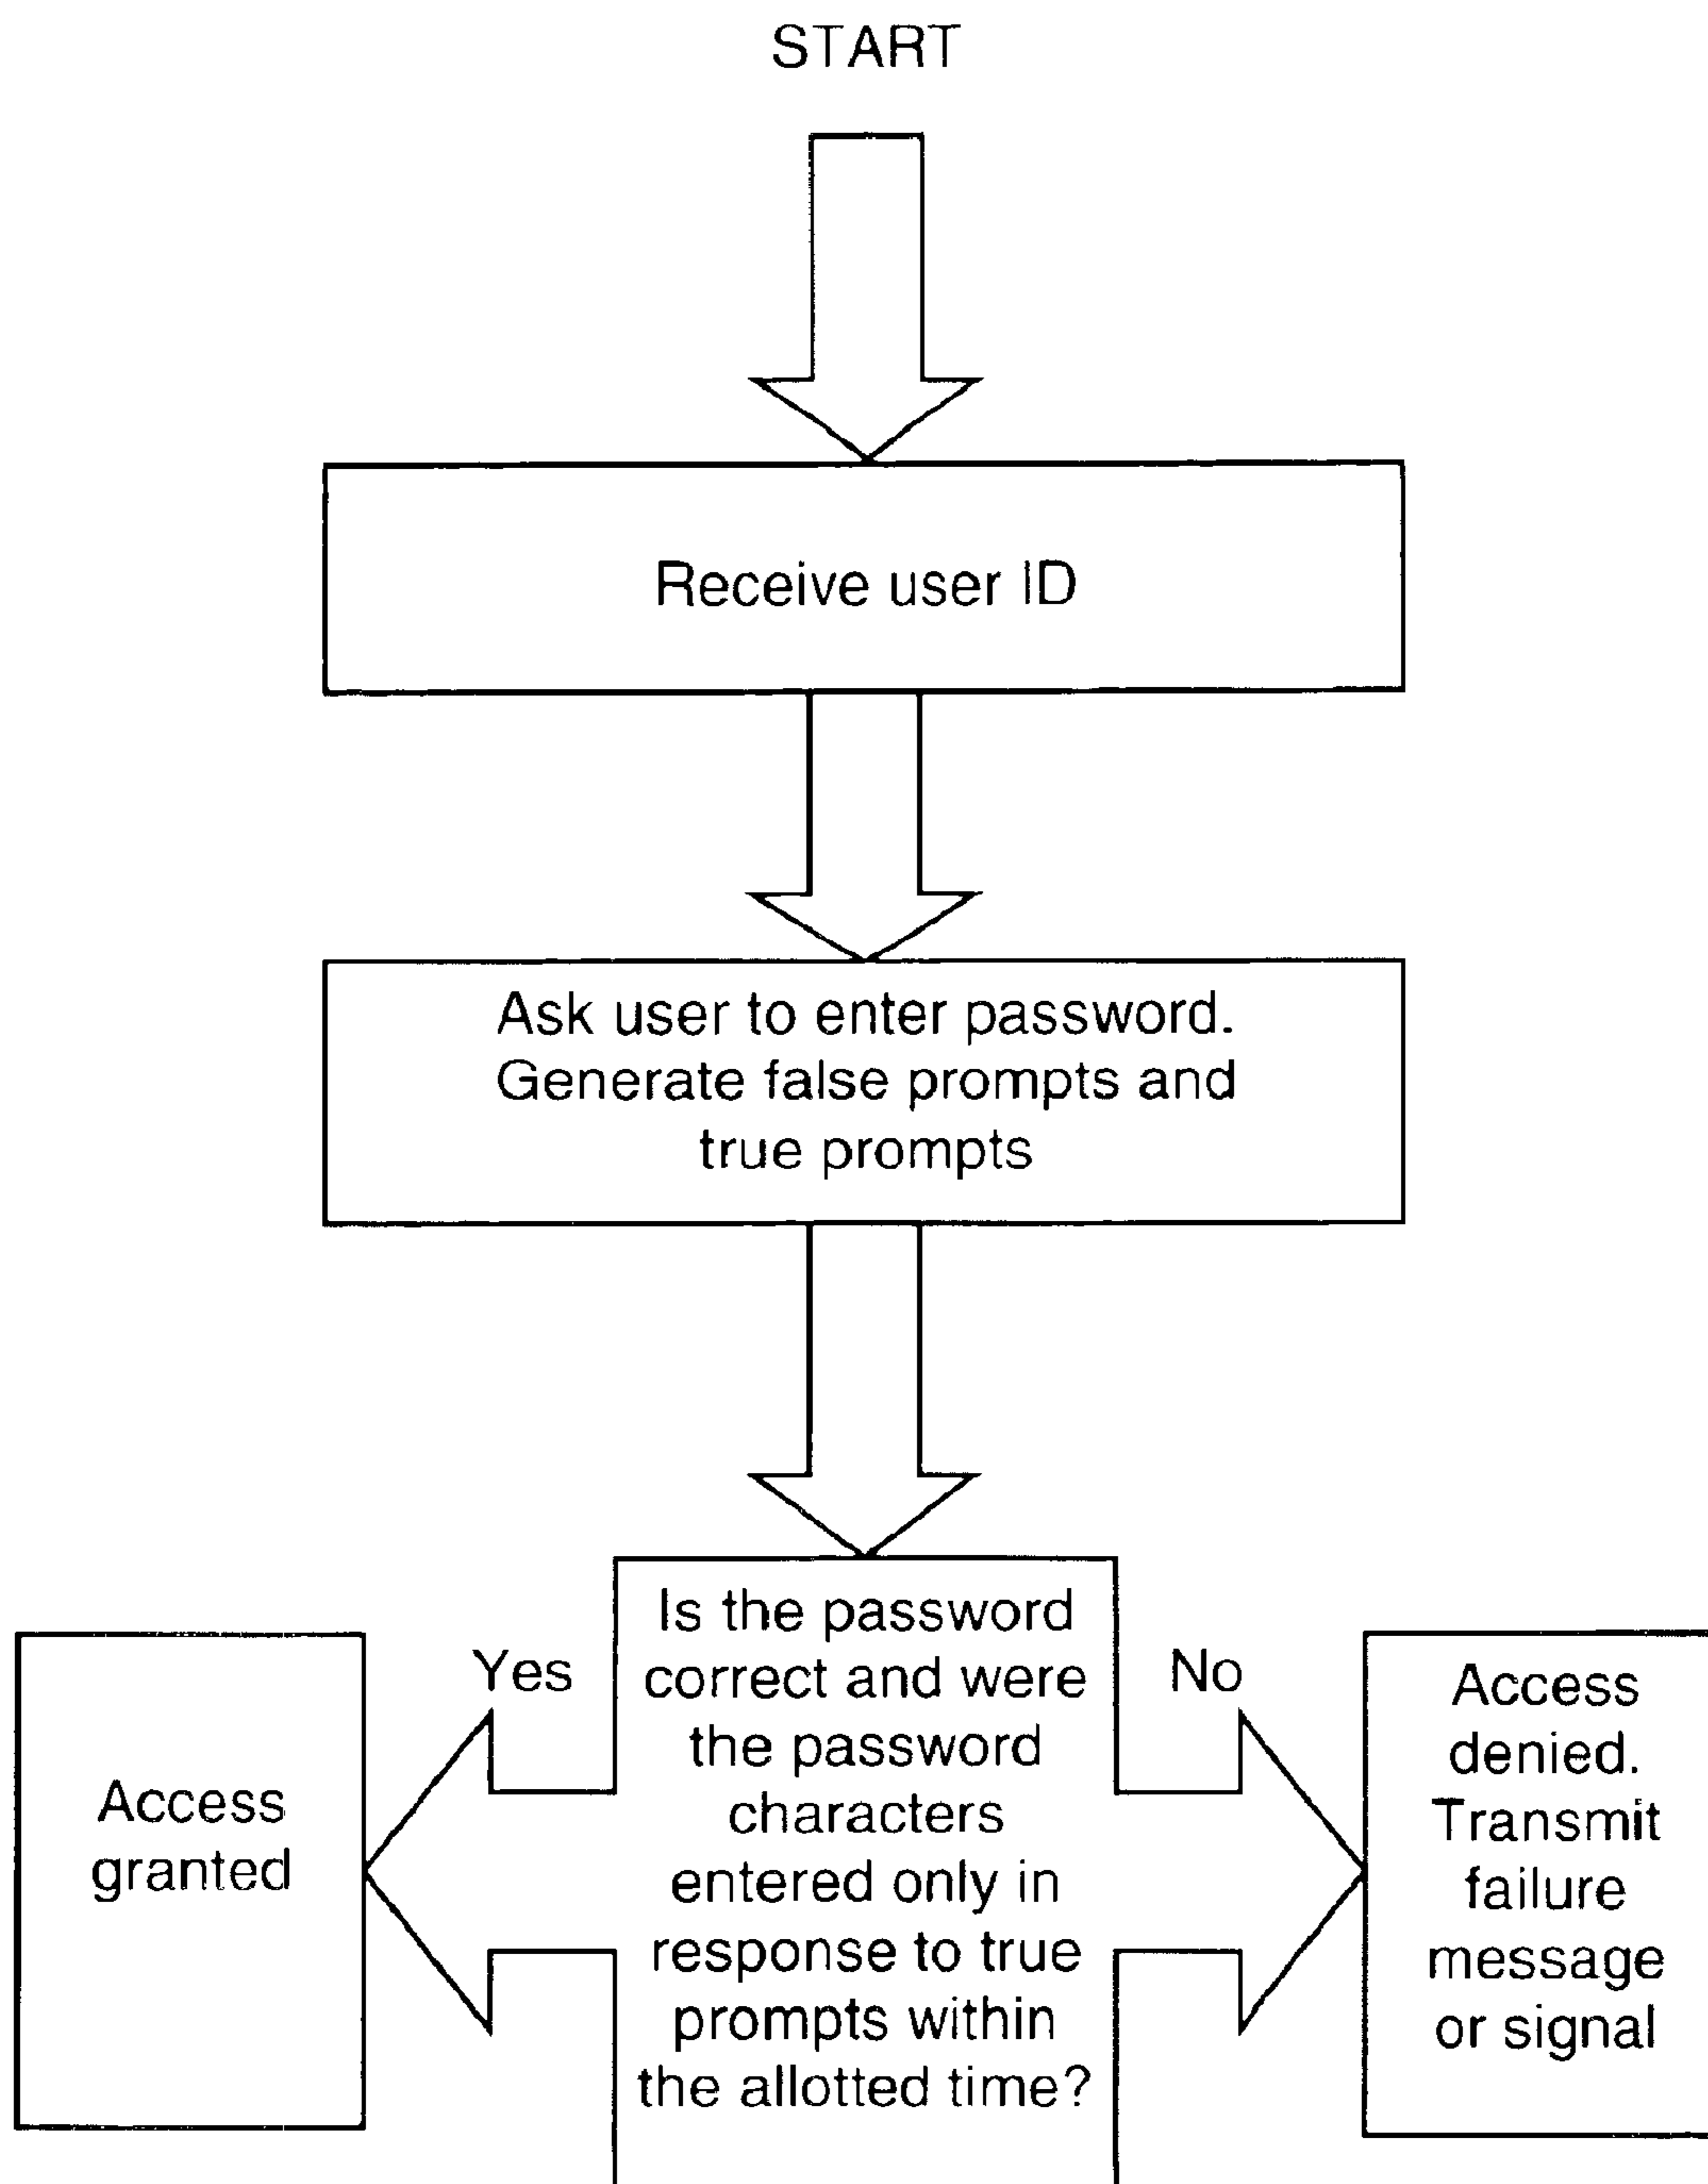 START
Receive user ID
Ask user to enter password.
Generate false prompts and
true prompts
Is the password
correct and were
the password
characters
entered only in
response to true
prompts within
the allotted time?
Yes
No
Access
granted
Access
denied.
Transmit
failure
message
or signal